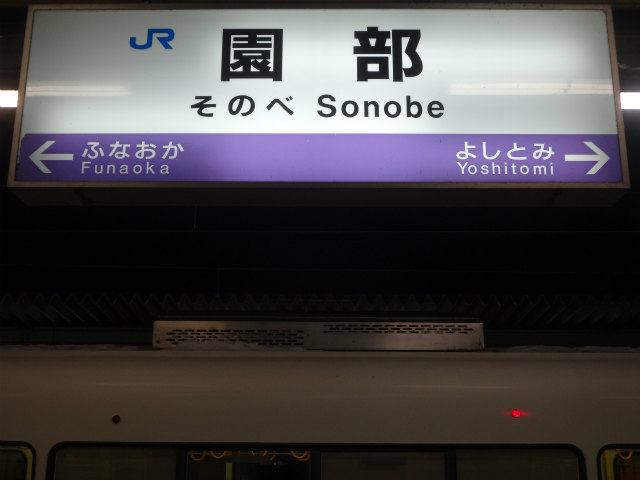 JR
園部
そのべ Sonobe
ふなおか
Funaoka
よしとみ
Yoshitomi